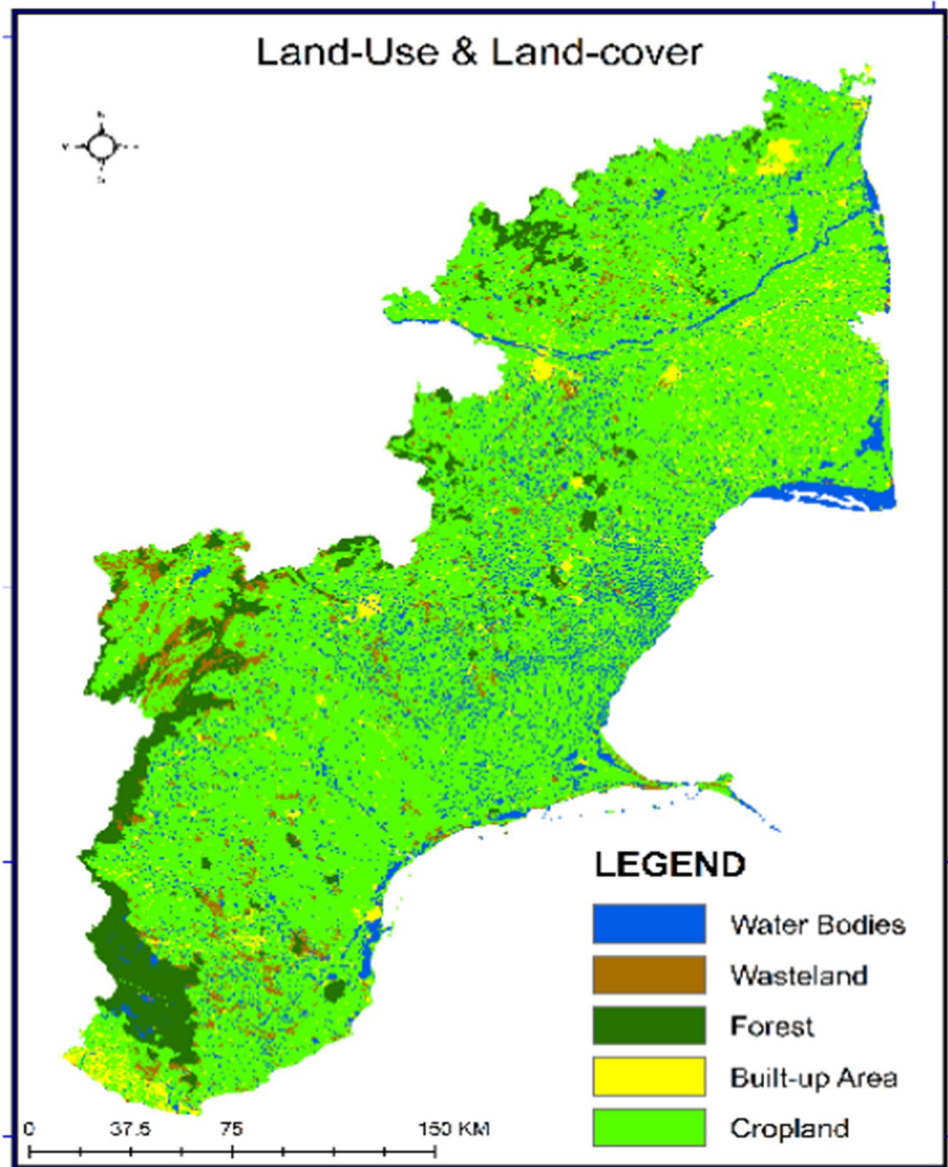 Land-Use & Land-cover
LEGEND
Water Bodies
Wasteland
Forest
Built-up Area
Cropland
0 37.5 75 150 KM